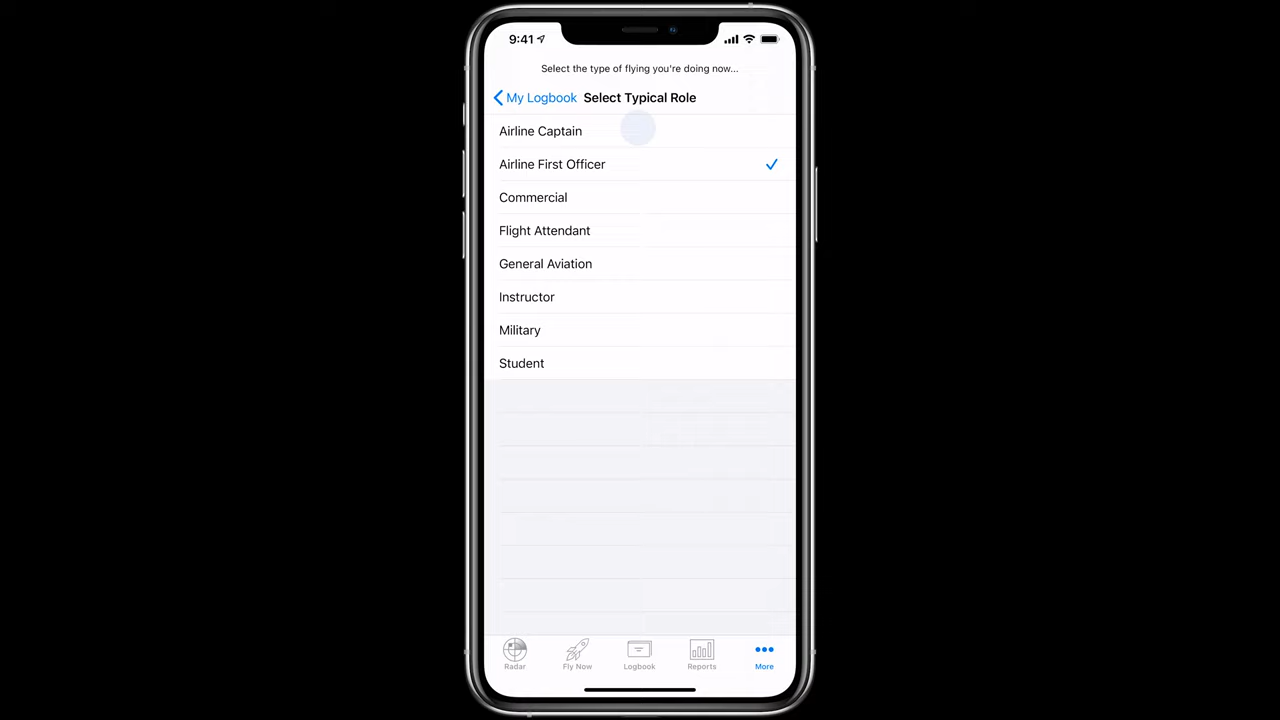 9:41
Select the type of flying you're doing now...
My Logbook Select Typical Role
Airline Captain
Airline First Officer
Commercial
Flight Attendant
General Aviation
Instructor
Military
Student
Radar Fly Now Logbook Reports More